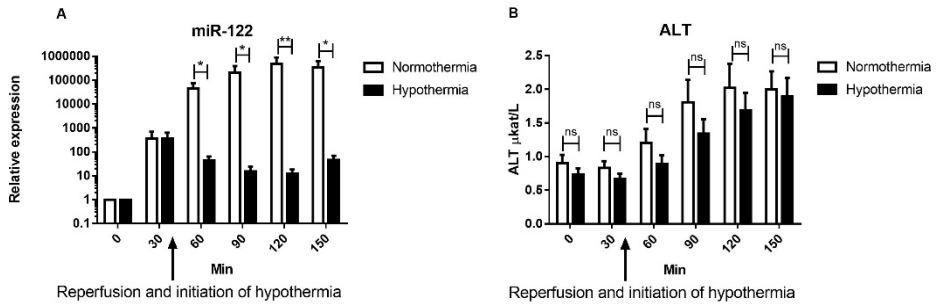 A
miR-122
1000000
100000
10000
1000
100
10
1
0.1
Relative expression
*
*
**
*
Normothermia
Hypothermia
0
30
60
90
120
150
Min
Reperfusion and initiation of hypothermia
B
ALT
2.5
2.0
1.5
1.0
0.5
0.0
ALT µkat/L
ns
ns
ns
ns
ns
ns
Normothermia
Hypothermia
0
30
60
90
120
150
Min
Reperfusion and initiation of hypothermia